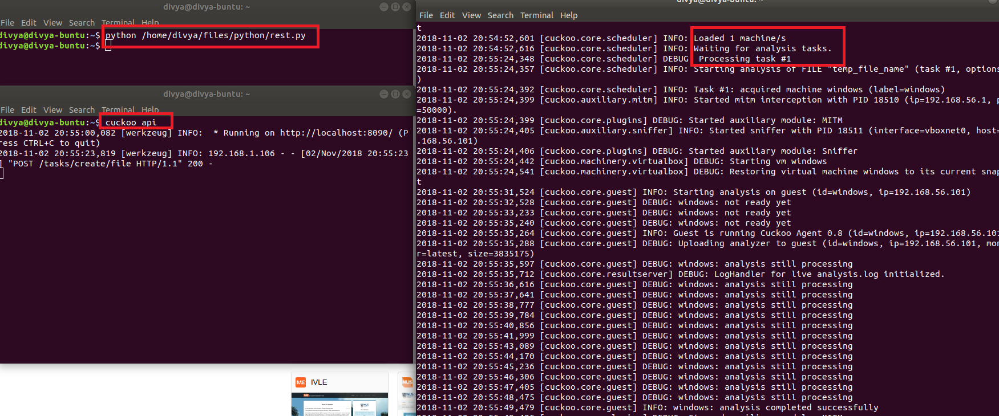 divya@divya-buntu: ~
File Edit View Search Terminal Help
divya@divya-buntu:~$ python /home/divya/files/python/rest.py
divya@divya-buntu:~$
divya@divya-buntu: ~
File Edit View Search Terminal Help
divya@divya-buntu:~$ cuckoo api
2018-11-02 20:55:00,082 [werkzeug] INFO:  * Running on http://localhost:8090/ (P
ress CTRL+C to quit)
2018-11-02 20:55:23,819 [werkzeug] INFO: 192.168.1.106 - - [02/Nov/2018 20:55:23
] "POST /tasks/create/file HTTP/1.1" 200 -
IVLE
divya@divya-buntu: ~
File Edit View Search Terminal Help
t
2018-11-02 20:54:52,601 [cuckoo.core.scheduler] INFO: Loaded 1 machine/s
2018-11-02 20:54:52,616 [cuckoo.core.scheduler] INFO: Waiting for analysis tasks.
2018-11-02 20:55:24,348 [cuckoo.core.scheduler] DEBUG Processing task #1
2018-11-02 20:55:24,357 [cuckoo.core.scheduler] INFO: Starting analysis of FILE "temp_file_name" (task #1, options
)
2018-11-02 20:55:24,392 [cuckoo.core.scheduler] INFO: Task #1: acquired machine windows (label=windows)
2018-11-02 20:55:24,399 [cuckoo.auxiliary.mitm] INFO: Started mitm interception with PID 18510 (ip=192.168.56.1, p
=50000).
2018-11-02 20:55:24,399 [cuckoo.core.plugins] DEBUG: Started auxiliary module: MITM
2018-11-02 20:55:24,405 [cuckoo.auxiliary.sniffer] INFO: Started sniffer with PID 18511 (interface=vboxnet0, host=
.168.56.101)
2018-11-02 20:55:24,406 [cuckoo.core.plugins] DEBUG: Started auxiliary module: Sniffer
2018-11-02 20:55:24,442 [cuckoo.machinery.virtualbox] DEBUG: Starting vm windows
2018-11-02 20:55:24,541 [cuckoo.machinery.virtualbox] DEBUG: Restoring virtual machine windows to its current snap
t
2018-11-02 20:55:31,524 [cuckoo.core.guest] INFO: Starting analysis on guest (id=windows, ip=192.168.56.101)
2018-11-02 20:55:32,528 [cuckoo.core.guest] DEBUG: windows: not ready yet
2018-11-02 20:55:33,233 [cuckoo.core.guest] DEBUG: windows: not ready yet
2018-11-02 20:55:35,240 [cuckoo.core.guest] DEBUG: windows: not ready yet
2018-11-02 20:55:35,264 [cuckoo.core.guest] INFO: Guest is running Cuckoo Agent 0.8 (id=windows, ip=192.168.56.101
2018-11-02 20:55:35,288 [cuckoo.core.guest] DEBUG: Uploading analyzer to guest (id=windows, ip=192.168.56.101, mon
r=latest, size=3835175)
2018-11-02 20:55:35,597 [cuckoo.core.guest] DEBUG: windows: analysis still processing
2018-11-02 20:55:35,712 [cuckoo.core.resultserver] DEBUG: LogHandler for live analysis.log initialized.
2018-11-02 20:55:36,616 [cuckoo.core.guest] DEBUG: windows: analysis still processing
2018-11-02 20:55:37,641 [cuckoo.core.guest] DEBUG: windows: analysis still processing
2018-11-02 20:55:38,777 [cuckoo.core.guest] DEBUG: windows: analysis still processing
2018-11-02 20:55:39,784 [cuckoo.core.guest] DEBUG: windows: analysis still processing
2018-11-02 20:55:40,856 [cuckoo.core.guest] DEBUG: windows: analysis still processing
2018-11-02 20:55:41,999 [cuckoo.core.guest] DEBUG: windows: analysis still processing
2018-11-02 20:55:43,089 [cuckoo.core.guest] DEBUG: windows: analysis still processing
2018-11-02 20:55:44,170 [cuckoo.core.guest] DEBUG: windows: analysis still processing
2018-11-02 20:55:45,236 [cuckoo.core.guest] DEBUG: windows: analysis still processing
2018-11-02 20:55:46,306 [cuckoo.core.guest] DEBUG: windows: analysis still processing
2018-11-02 20:55:47,405 [cuckoo.core.guest] DEBUG: windows: analysis still processing
2018-11-02 20:55:48,475 [cuckoo.core.guest] DEBUG: windows: analysis still processing
2018-11-02 20:55:49,479 [cuckoo.core.guest] INFO: windows: analysis completed successfully